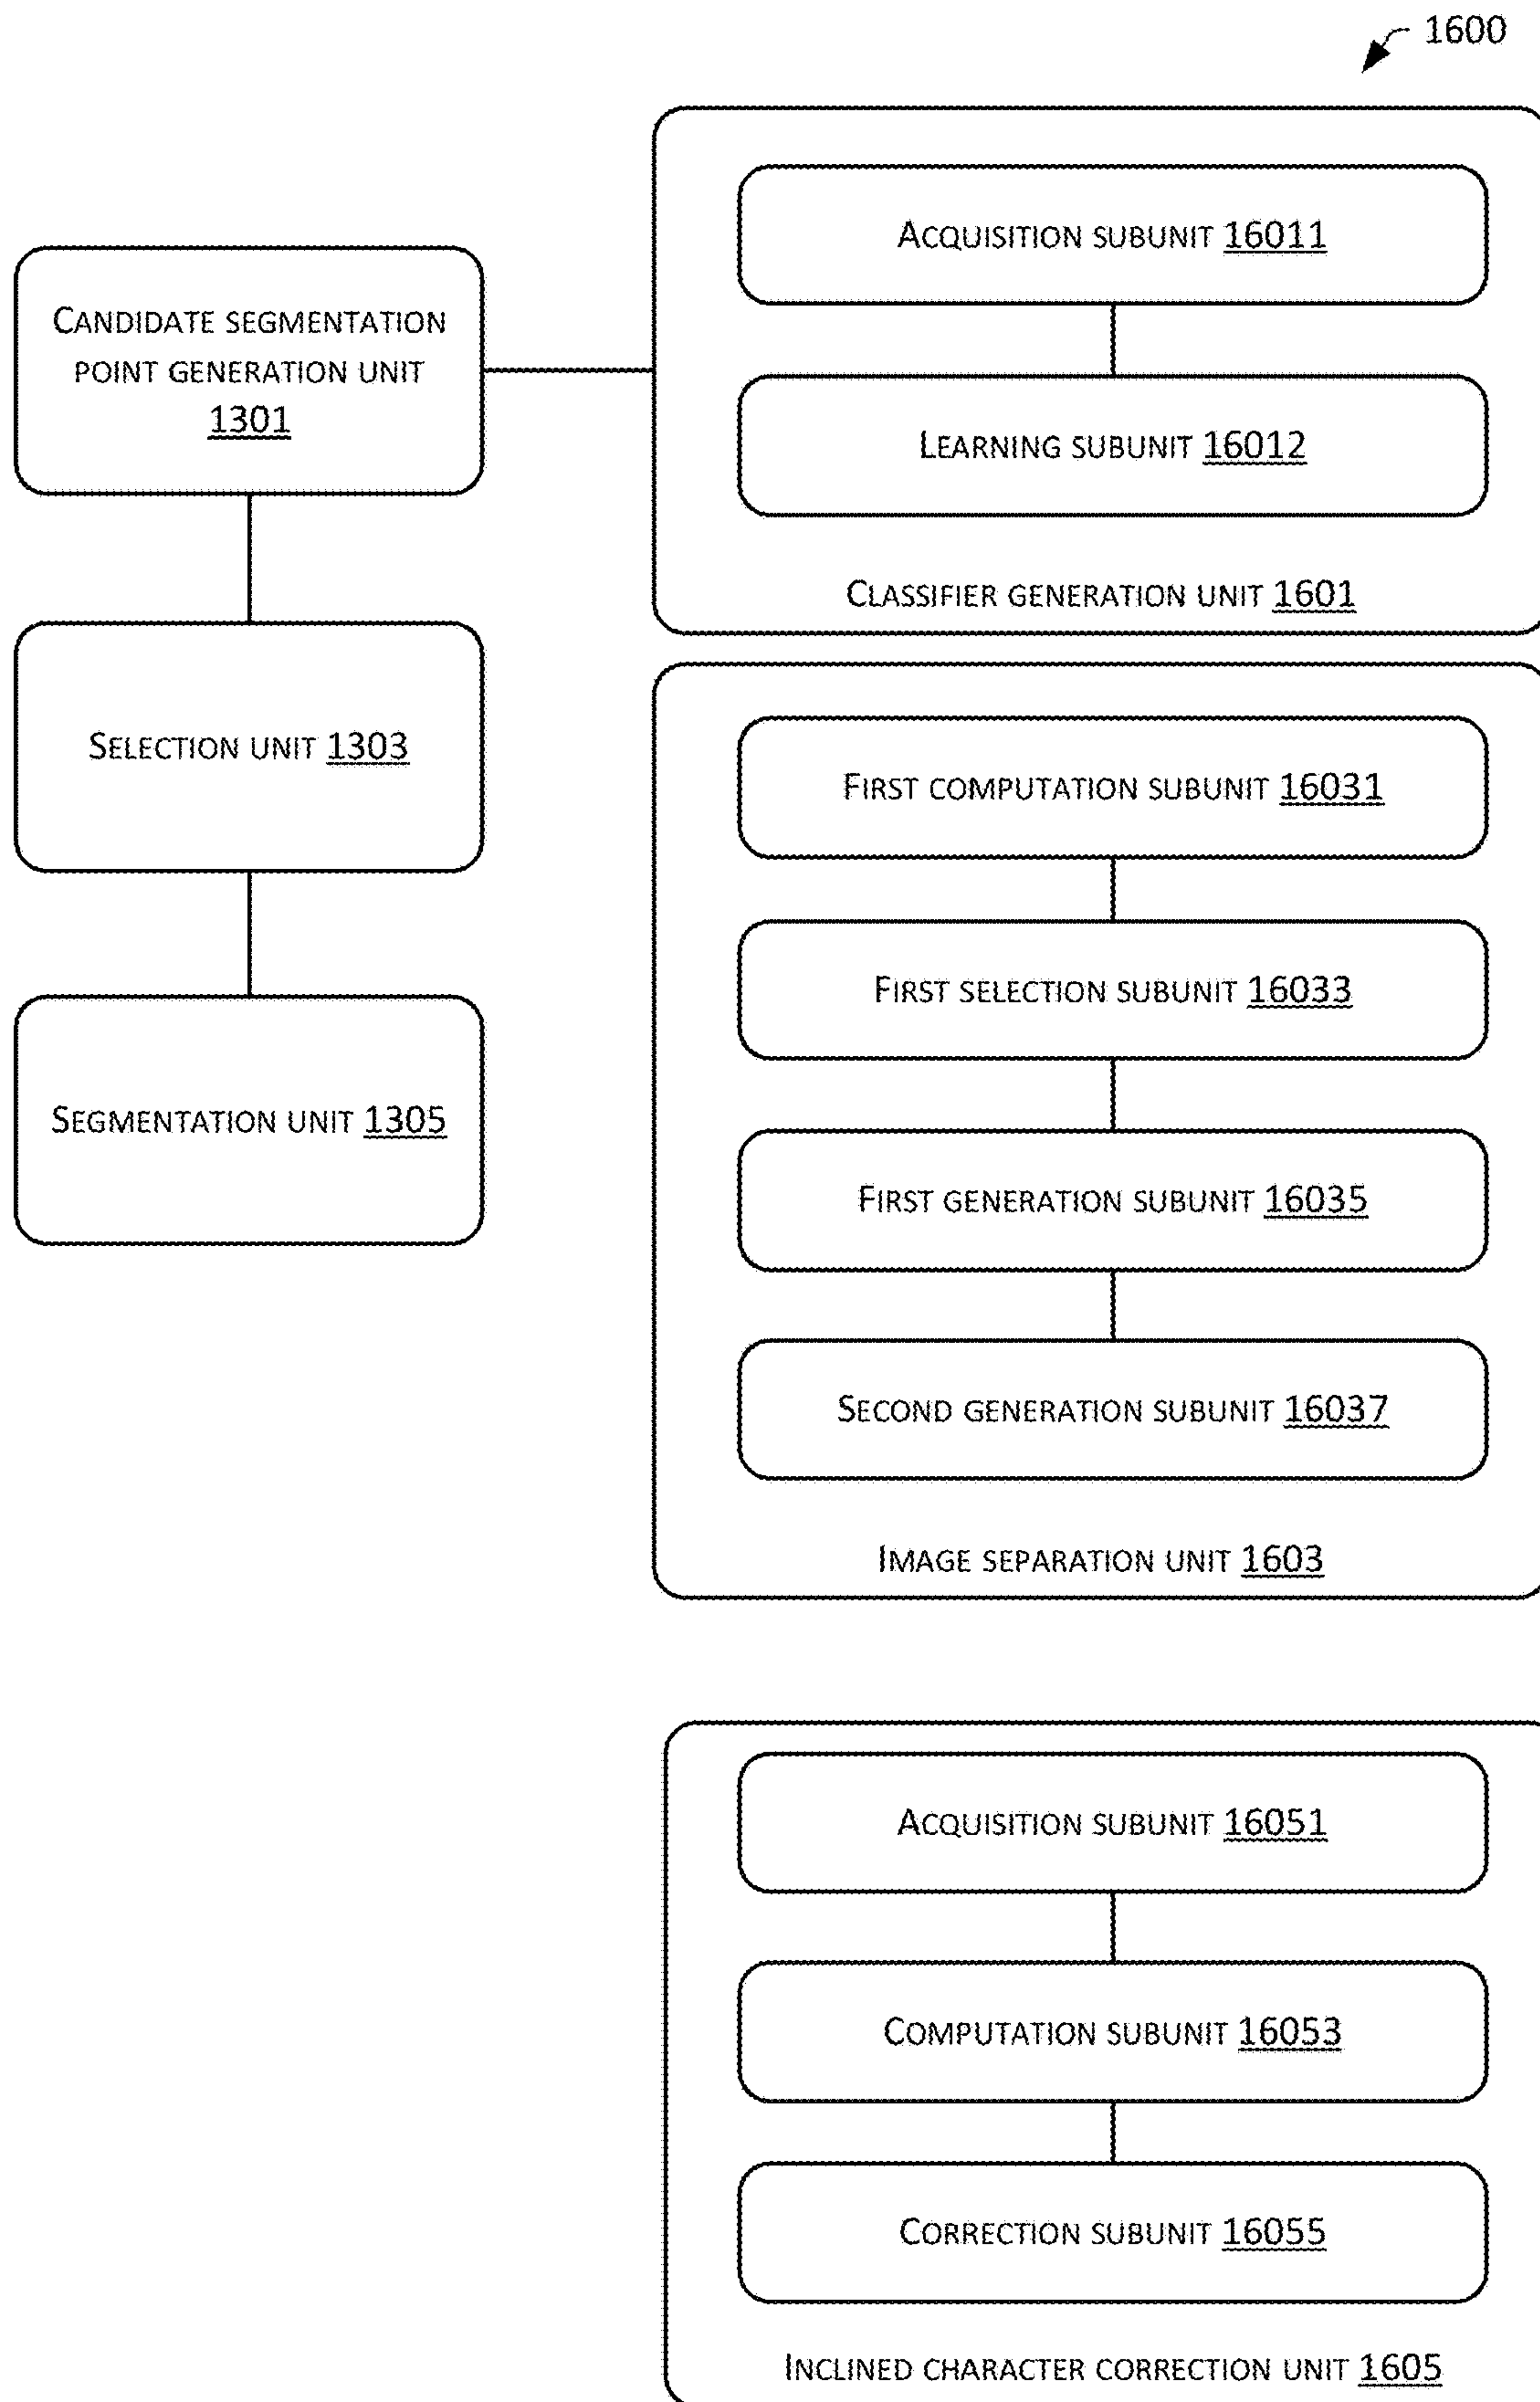 1600
CANDIDATE SEGMENTATION
POINT GENERATION UNIT
1301
SELECTION UNIT 1303
SEGMENTATION UNIT 1305
ACQUISITION SUBUNIT 16011
LEARNING SUBUNIT 16012
CLASSIFIER GENERATION UNIT 1601
FIRST COMPUTATION SUBUNIT 16031
FIRST SELECTION SUBUNIT 16033
FIRST GENERATION SUBUNIT 16035
SECOND GENERATION SUBUNIT 16037
IMAGE SEPARATION UNIT 1603
ACQUISITION SUBUNIT 16051
COMPUTATION SUBUNIT 16053
CORRECTION SUBUNIT 16055
INCLINED CHARACTER CORRECTION UNIT 1605